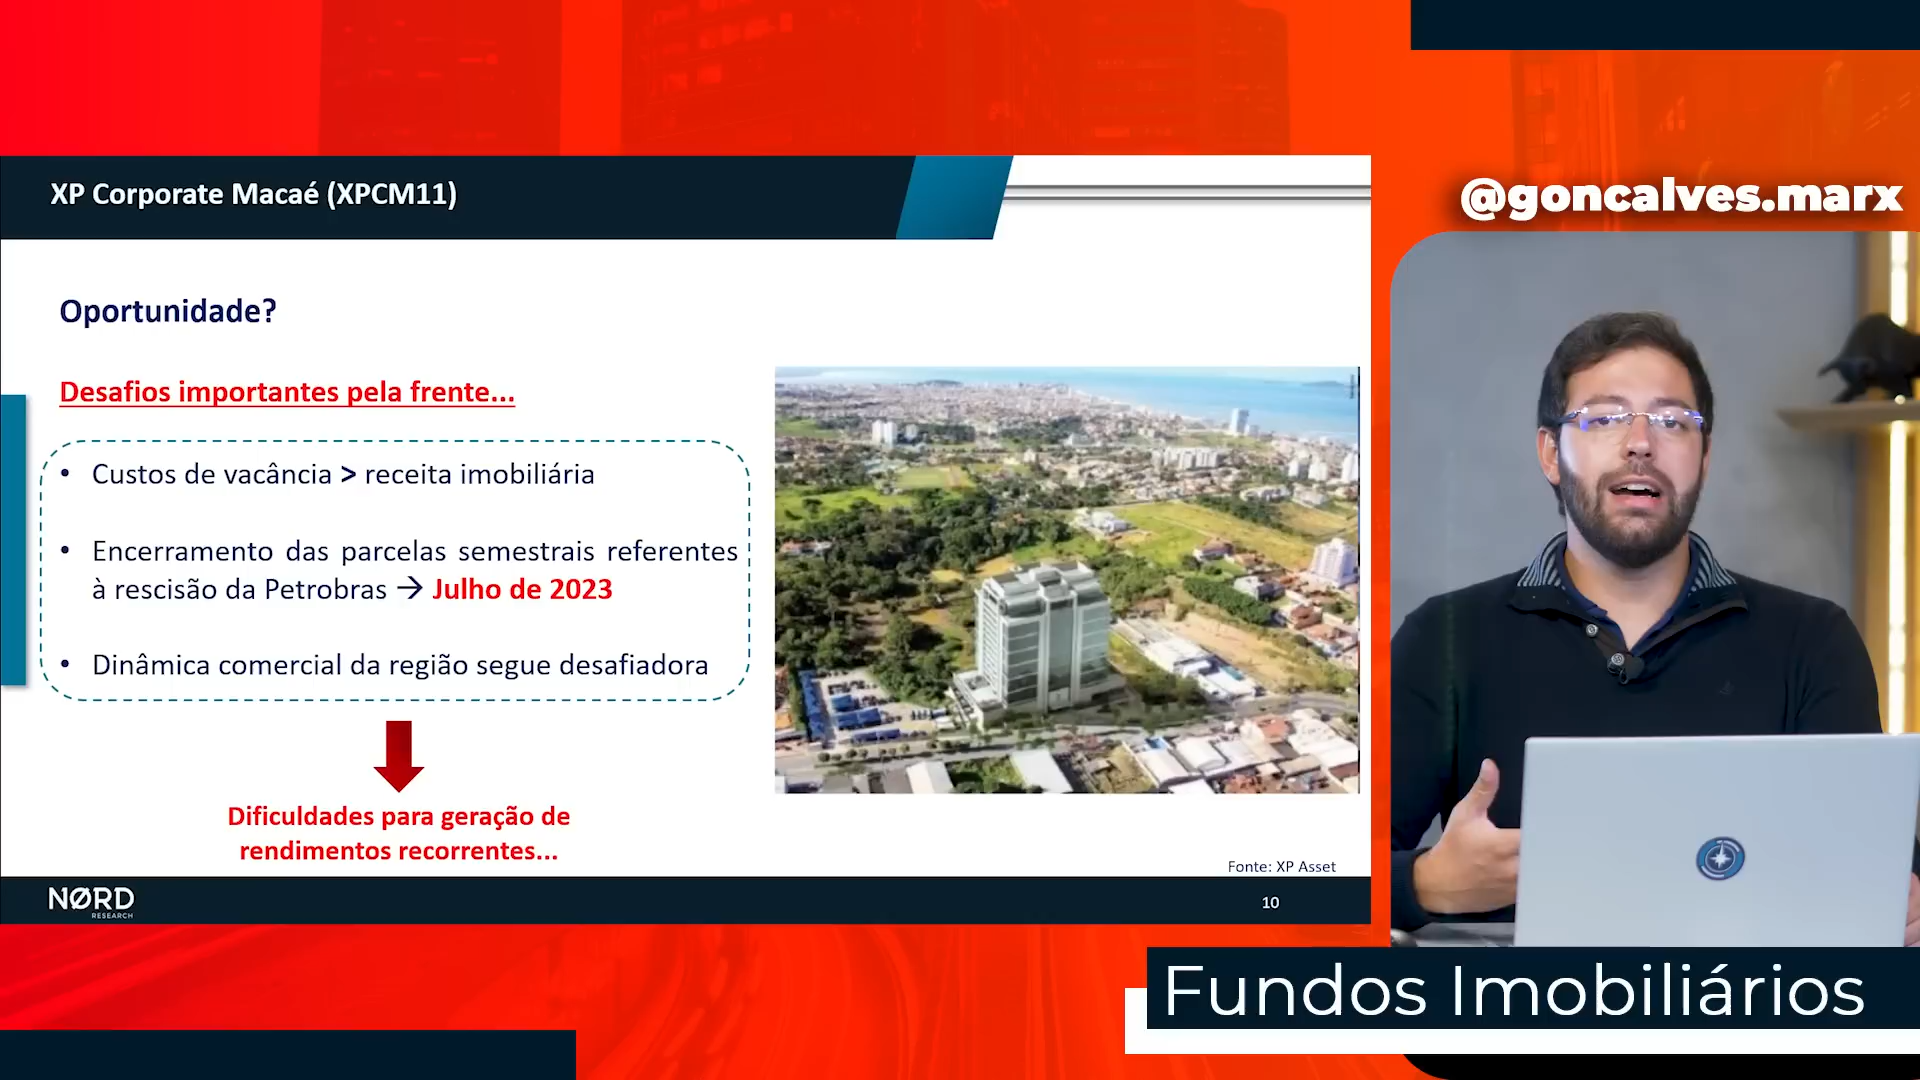 XP Corporate Macaé (XPCM11)
@goncalves.marx
Oportunidade?
Desafios importantes pela frente...
• Custos de vacância > receita imobiliária
• Encerramento das parcelas semestrais referentes
à rescisão da Petrobras → Julho de 2023
• Dinâmica comercial da região segue desafiadora
Dificuldades para geração de
rendimentos recorrentes...
Fonte: XP Asset
NØRD
RESEARCH
10
Fundos Imobiliários